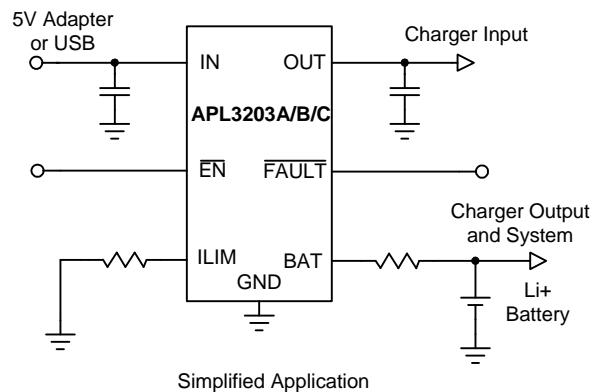 5V Adapter
or USB
Charger Input
IN
OUT
APL3203A/B/C
EN
FAULT
Charger Output
and System
ILIM
BAT
GND
Li+
Battery
Simplified Application